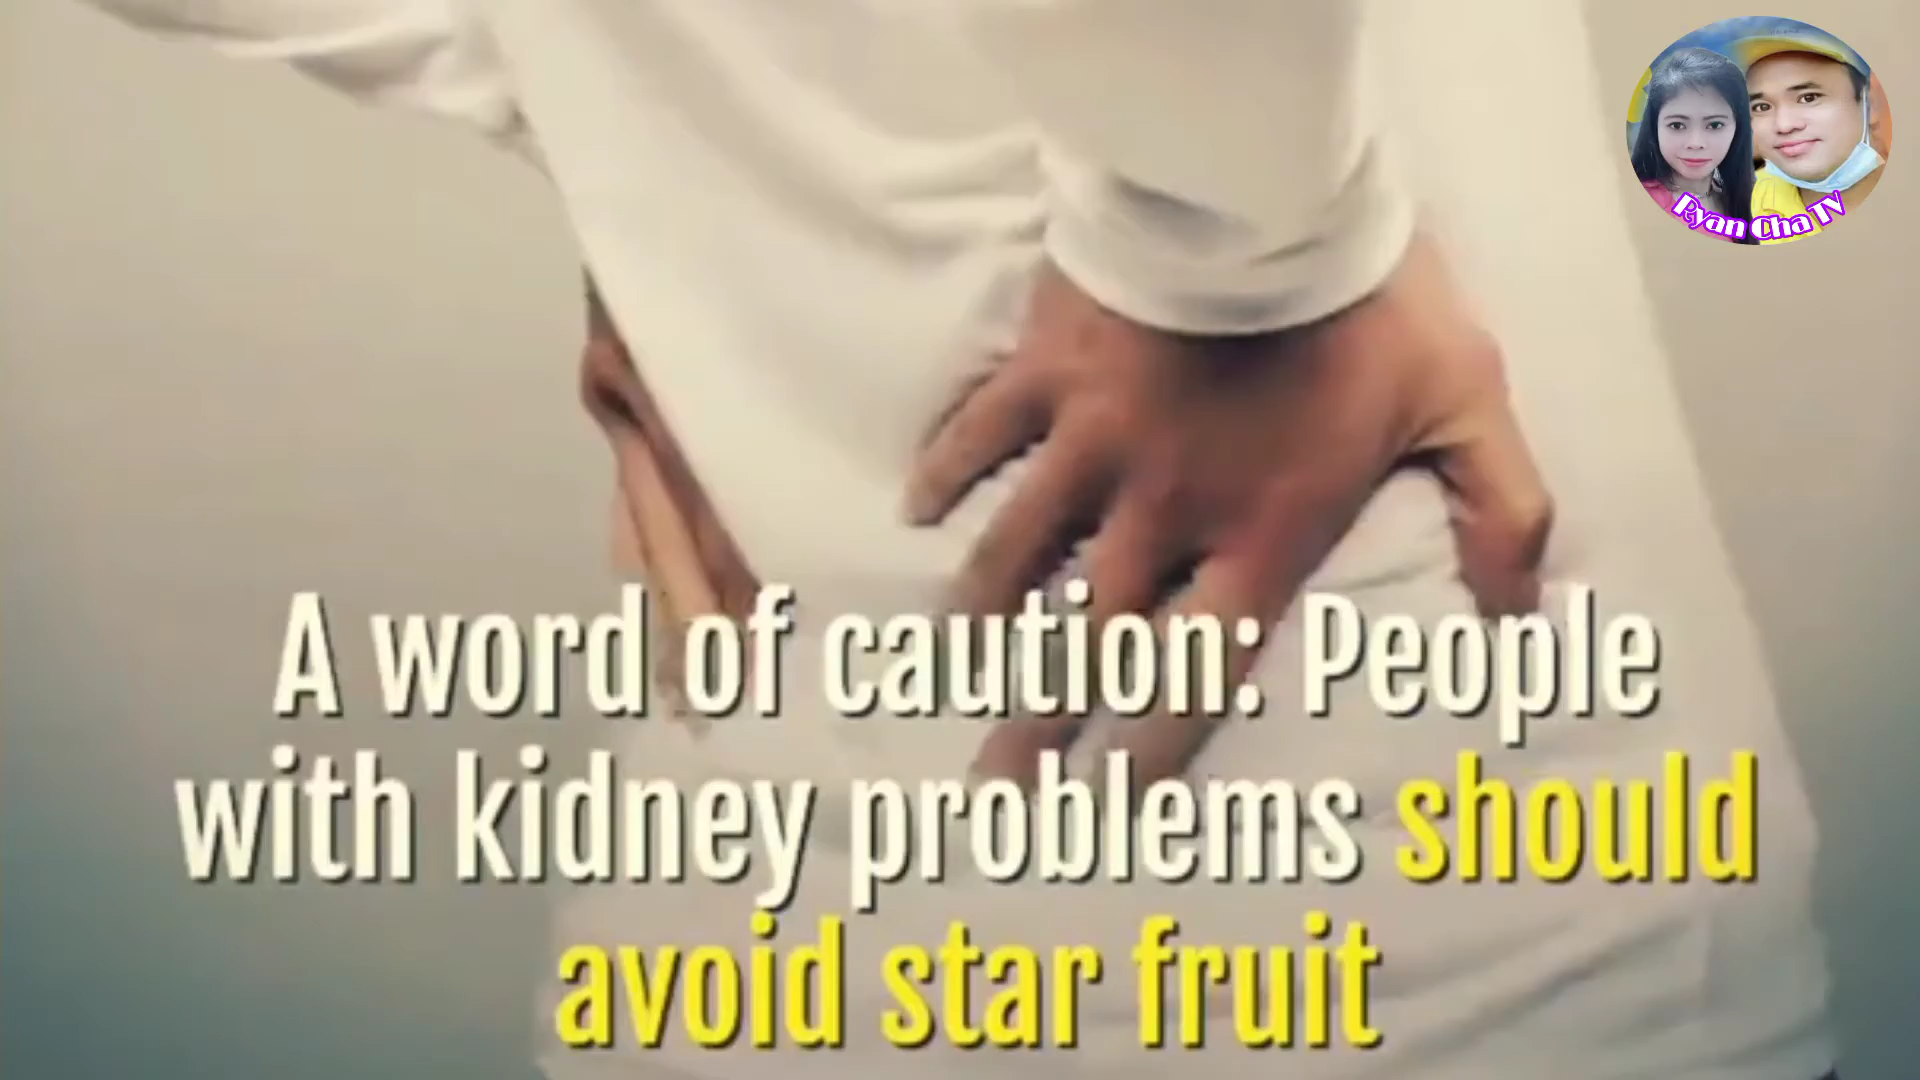 Ryan Cha TV
A word of caution: People
with kidney problems should
avoid star fruit